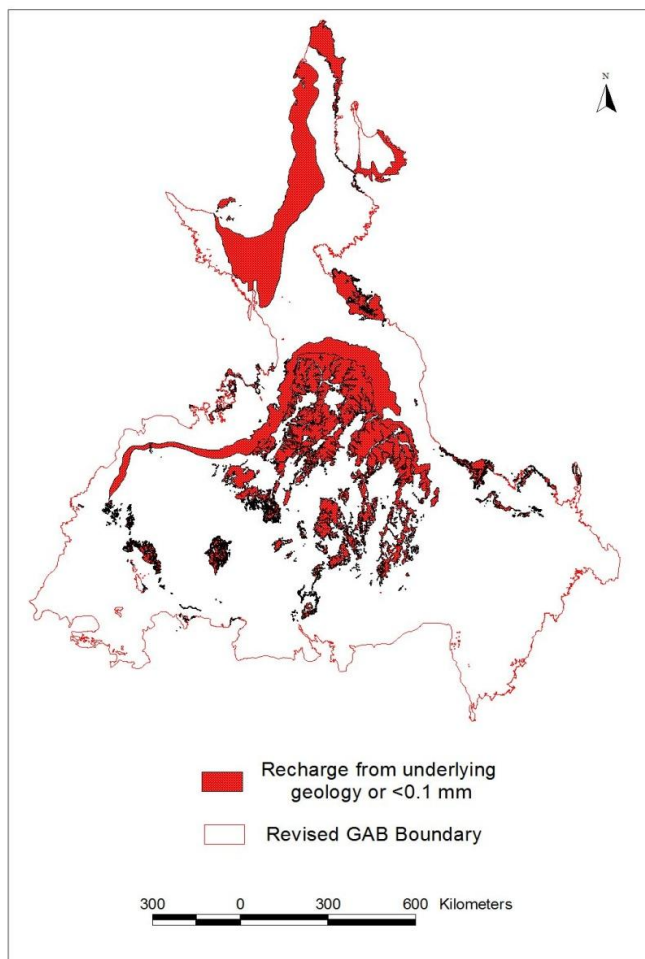 N
Recharge from underlying
geology or <0.1 mm
Revised GAB Boundary
300 0 300 600 Kilometers